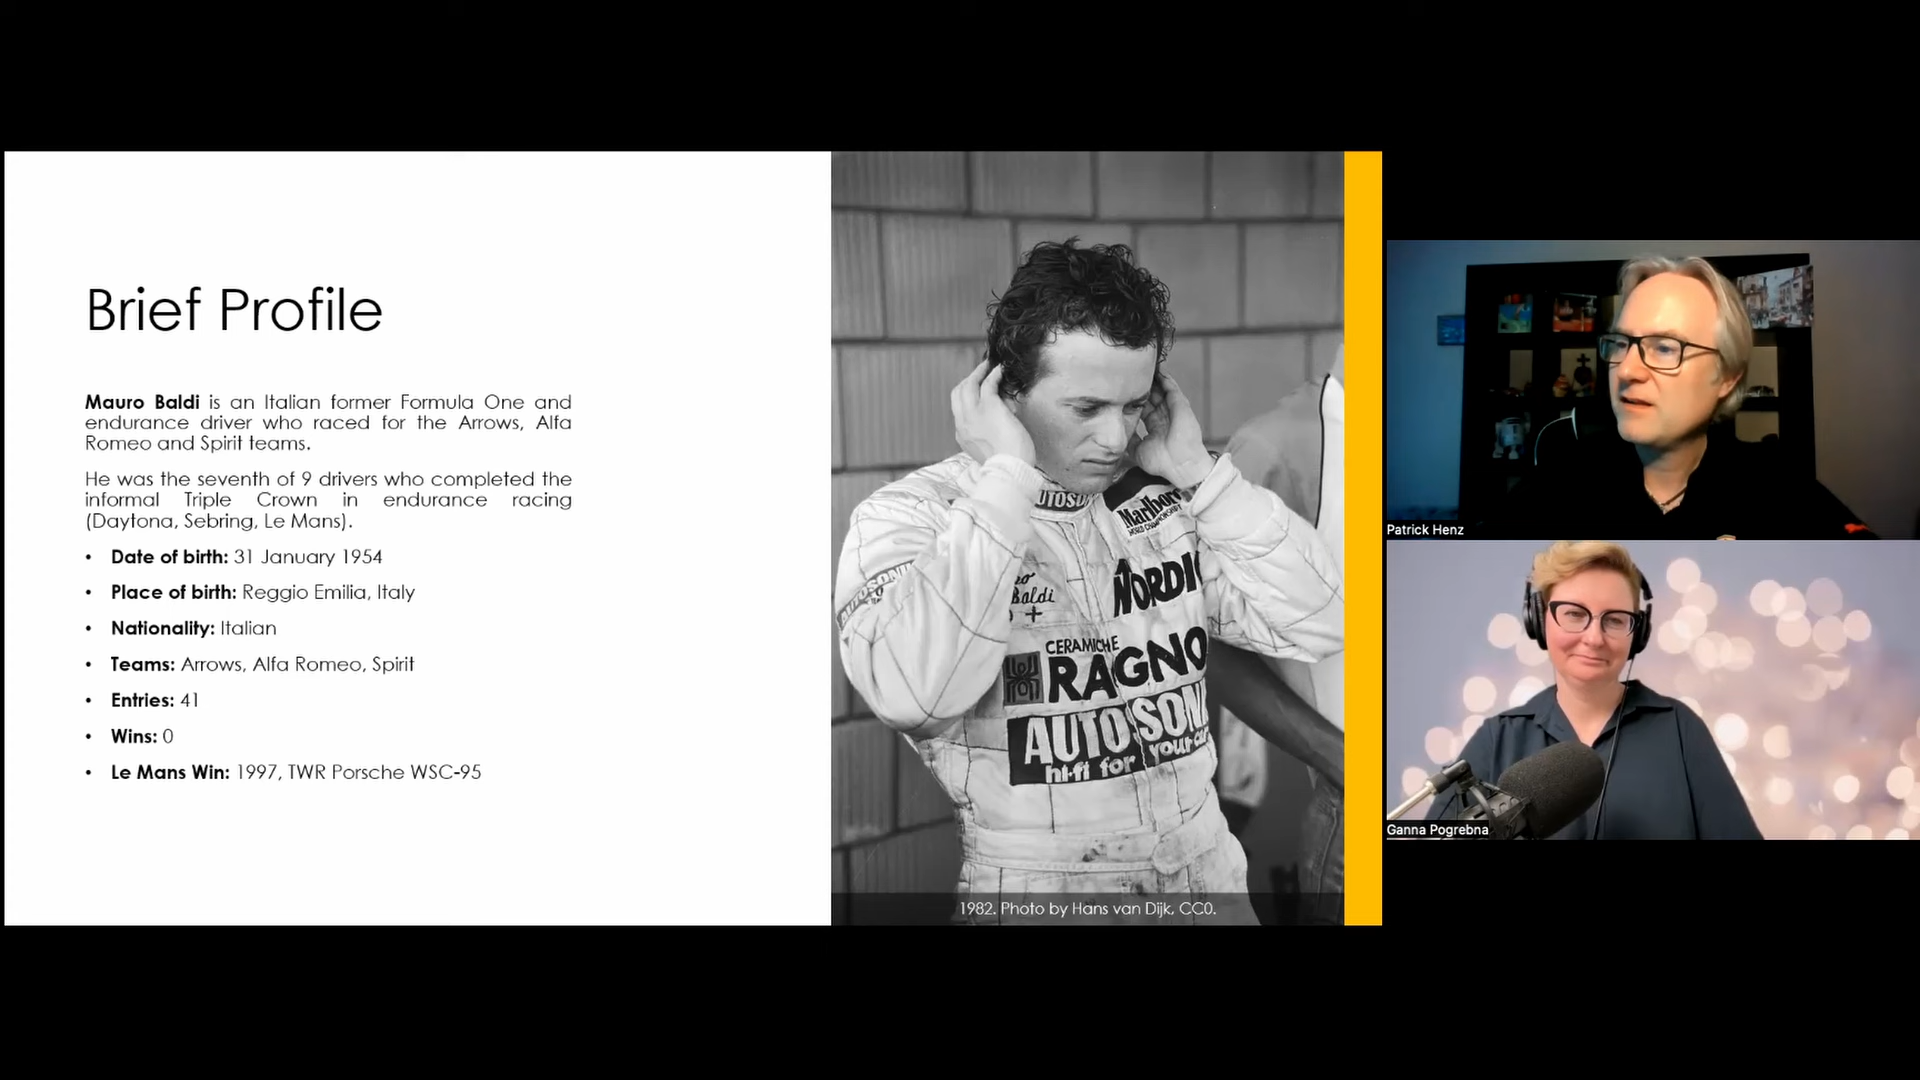 Brief Profile
Mauro Baldi is an Italian former Formula One and
endurance driver who raced for the Arrows, Alfa
Romeo and Spirit teams.
He was the seventh of 9 drivers who completed the
informal Triple Crown in endurance racing
(Daytona, Sebring, Le Mans).
• Date of birth: 31 January 1954
• Place of birth: Reggio Emilia, Italy
• Nationality: Italian
• Teams: Arrows, Alfa Romeo, Spirit
• Entries: 41
• Wins: 0
• Le Mans Win: 1997, TWR Porsche WSC-95
Marlboro
WORLD CHAMPIONSHIP
NORDI
Baldi
CERAMICHE
RAGNO
AUTOSON
hi-fi for your
1982. Photo by Hans van Dijk, CC0.
Patrick Henz
Ganna Pogrebna